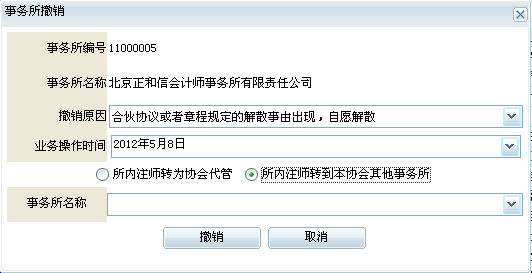 事务所撤销
事务所编号 11000005
事务所名称 北京正和信会计师事务所有限责任公司
撤销原因 合伙协议或者章程规定的解散事由出现，自愿解散
业务操作时间 2012年5月8日
所内注师转为协会代管 所内注师转到本协会其他事务所
事务所名称
撤销 取消